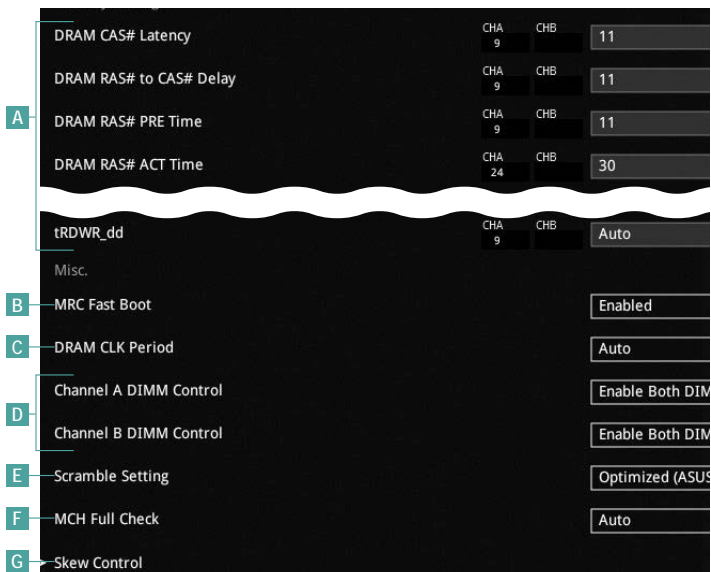 DRAM CAS# Latency CHA 9 CHB 11
DRAM RAS# to CAS# Delay CHA 9 CHB 11
A
DRAM RAS# PRE Time CHA 9 CHB 11
DRAM RAS# ACT Time CHA 24 CHB 30
tRDWR_dd CHA 9 CHB Auto
Misc.
B MRC Fast Boot Enabled
C DRAM CLK Period Auto
Channel A DIMM Control Enable Both DIM
D
Channel B DIMM Control Enable Both DIM
E Scramble Setting Optimized (ASUS
F MCH Full Check Auto
G Skew Control